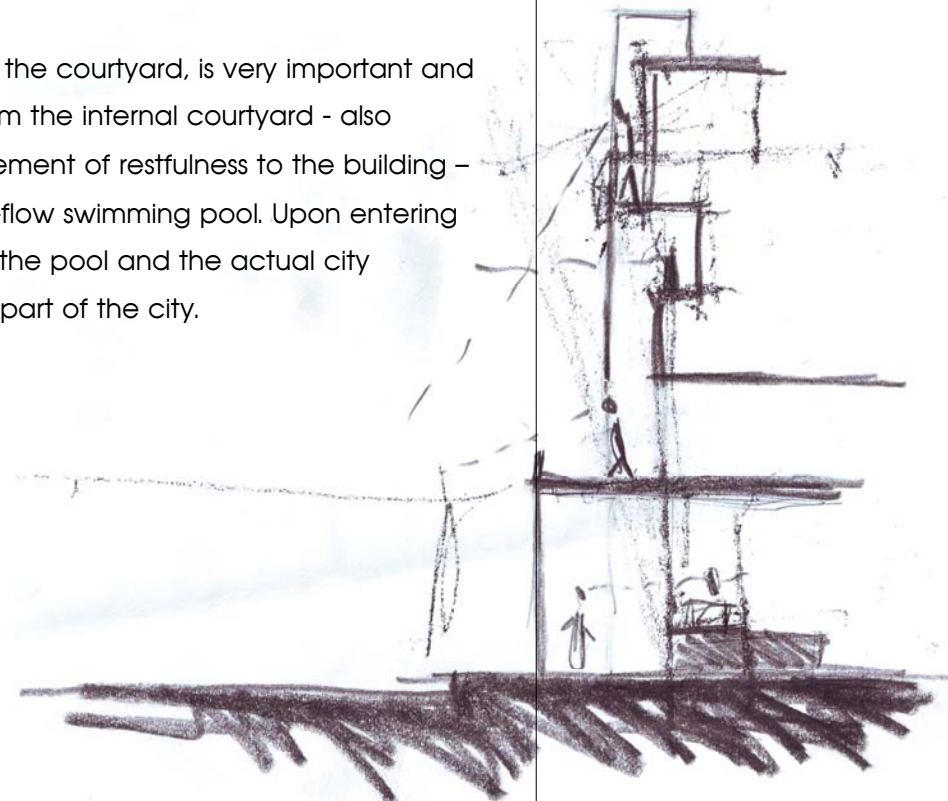 the courtyard, is very important and
m the internal courtyard - also
ement of restfulness to the building –
flow swimming pool. Upon entering
the pool and the actual city
part of the city.